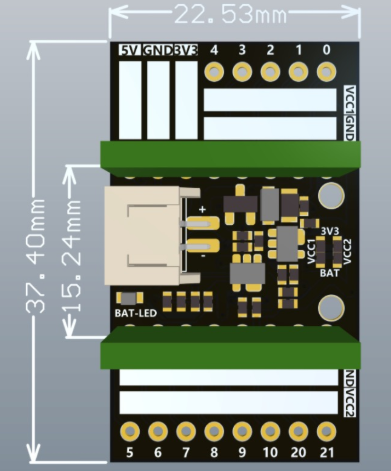 22.53mm
5V GND 3V3 4 3 2 1 0
VCC1 GND
37.40mm
15.24mm
+
-
3V3
VCC1 VCC2
BAT
BAT-LED
ND VCC2
5 6 7 8 9 10 20 21